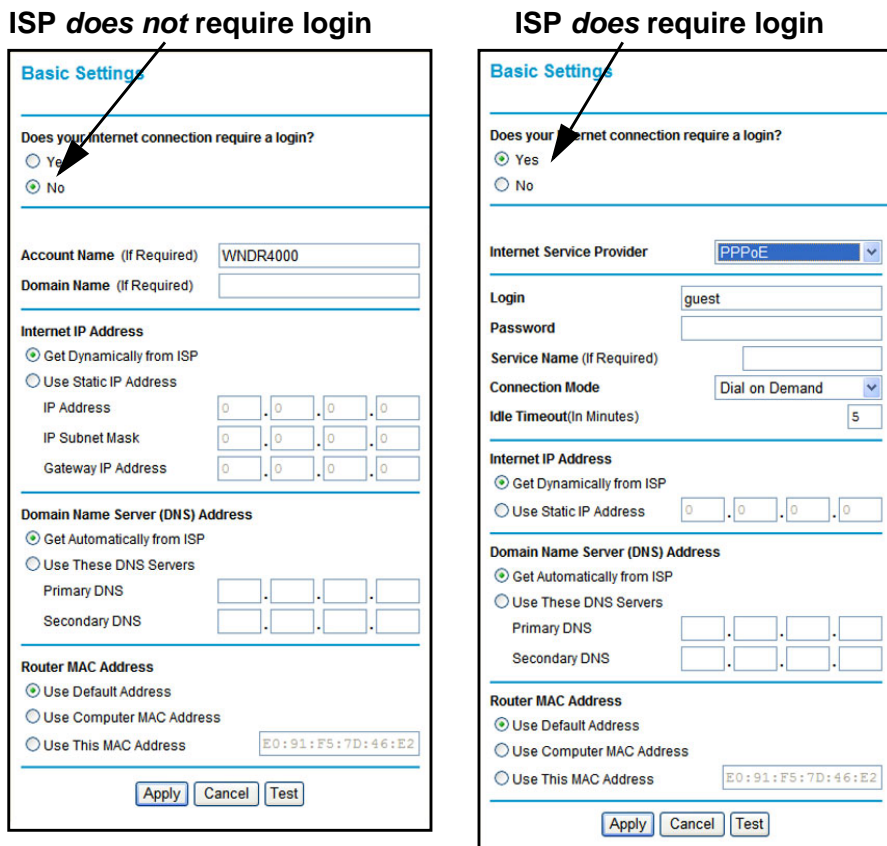 ISP does not require login
Basic Settings
Does your Internet connection require a login?
Yes
No
Account Name (If Required) WNDR4000
Domain Name (If Required)
Internet IP Address
Get Dynamically from ISP
Use Static IP Address
IP Address 0 . 0 . 0 . 0
IP Subnet Mask 0 . 0 . 0 . 0
Gateway IP Address 0 . 0 . 0 . 0
Domain Name Server (DNS) Address
Get Automatically from ISP
Use These DNS Servers
Primary DNS . . .
Secondary DNS . . .
Router MAC Address
Use Default Address
Use Computer MAC Address
Use This MAC Address E0:91:F5:7D:46:E2
Apply Cancel Test
ISP does require login
Basic Settings
Does your Internet connection require a login?
Yes
No
Internet Service Provider PPPoE
Login guest
Password
Service Name (If Required)
Connection Mode Dial on Demand
Idle Timeout(In Minutes) 5
Internet IP Address
Get Dynamically from ISP
Use Static IP Address 0 . 0 . 0 . 0
Domain Name Server (DNS) Address
Get Automatically from ISP
Use These DNS Servers
Primary DNS . . .
Secondary DNS . . .
Router MAC Address
Use Default Address
Use Computer MAC Address
Use This MAC Address E0:91:F5:7D:46:E2
Apply Cancel Test